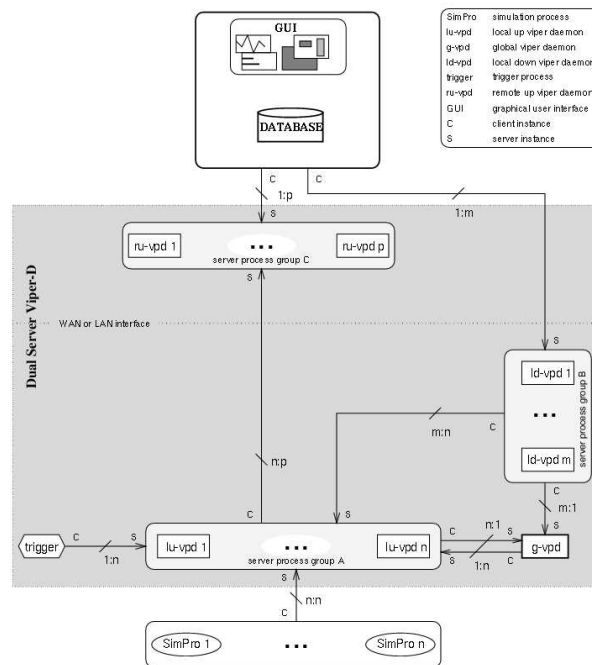 SimPro simulation process
lu-vpd local up viper daemon
g-vpd global viper daemon
ld-vpd local down viper daemon
trigger trigger process
ru-vpd remote up viper daemon
GUI graphical user interface
C client instance
S server instance
GUI
DATABASE
C C
1:p 1:m
S
ru-vpd 1 ... ru-vpd p
server process group C
S
Dual Server Viper-D
WAN or LAN interface
S
ld-vpd 1
...
ld-vpd m
server process group B
C
m:n
C
m:1
n:p
C S S
trigger
C S
1:n
lu-vpd 1 ... lu-vpd n
server process group A
C n:1 S
S 1:n C
g-vpd
S
n:n
C
SimPro 1 ... SimPro n